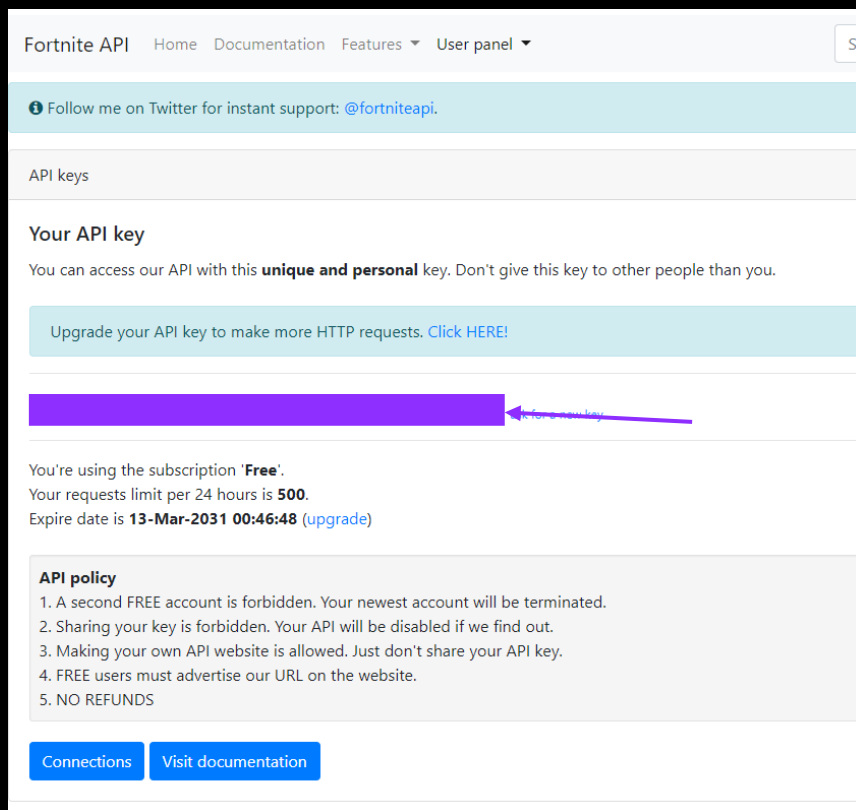 Fortnite API Home Documentation Features User panel S
Follow me on Twitter for instant support: @fortniteapi.
API keys
Your API key
You can access our API with this unique and personal key. Don't give this key to other people than you.
Upgrade your API key to make more HTTP requests. Click HERE!
ask for a new key
You're using the subscription 'Free'.
Your requests limit per 24 hours is 500.
Expire date is 13-Mar-2031 00:46:48 (upgrade)
API policy
1. A second FREE account is forbidden. Your newest account will be terminated.
2. Sharing your key is forbidden. Your API will be disabled if we find out.
3. Making your own API website is allowed. Just don't share your API key.
4. FREE users must advertise our URL on the website.
5. NO REFUNDS
Connections Visit documentation